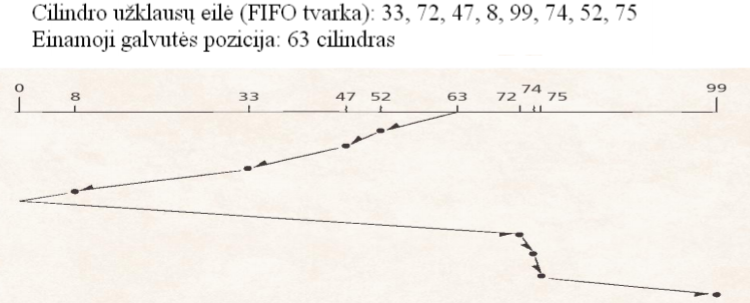 Cilindro užklausų eilė (FIFO tvarka): 33, 72, 47, 8, 99, 74, 52, 75
Einamoji galvutės pozicija: 63 cilindras
0 8 33 47 52 63 72 74 75 99